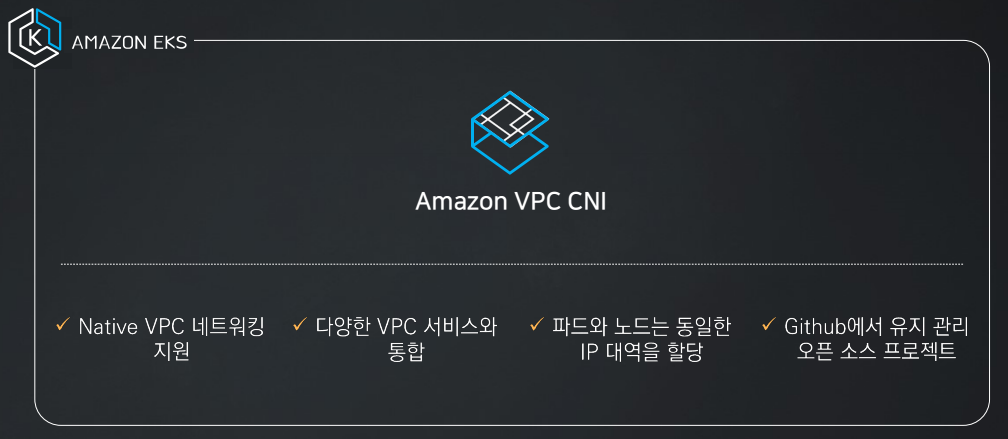 K
AMAZON EKS
Amazon VPC CNI
✓ Native VPC 네트워킹
지원
✓ 다양한 VPC 서비스와
통합
✓ 파드와 노드는 동일한
IP 대역을 할당
✓ Github에서 유지 관리
오픈 소스 프로젝트